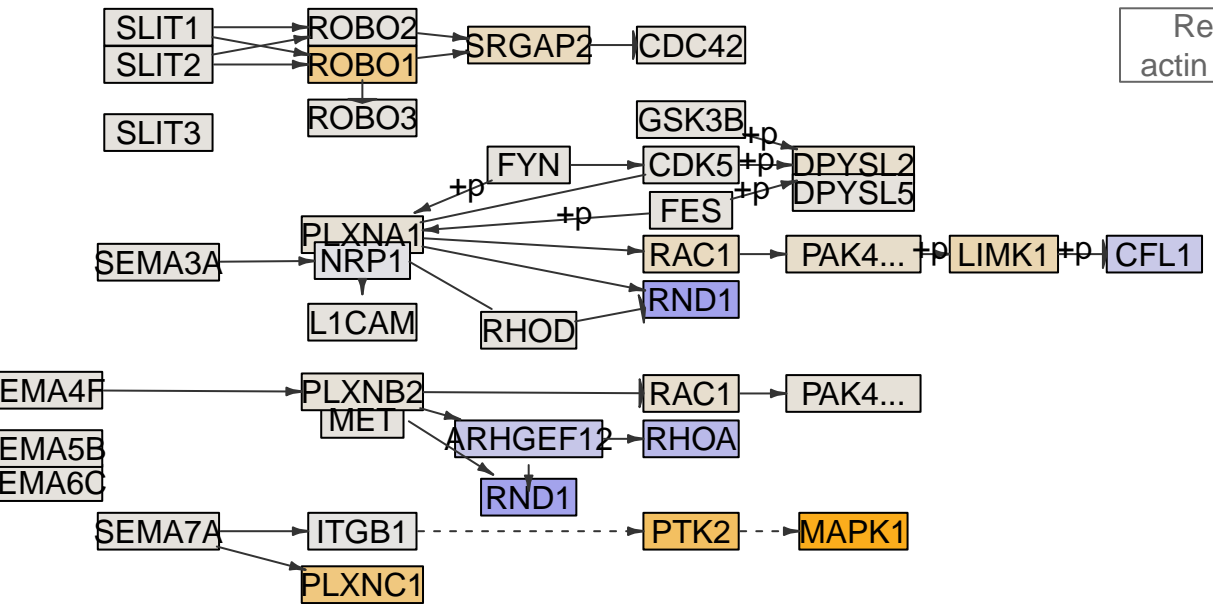 SLIT1
ROBO2
SLIT2
ROBO1
SRGAP2
CDC42
Re
actin
SLIT3
ROBO3
GSK3B
+p
FYN
CDK5
+p
DPYSL2
+p
+p
DPYSL5
PLXNA1
+p
FES
SEMA3A
NRP1
RAC1
PAK4...
+p
LIMK1
+p
CFL1
RND1
L1CAM
RHOD
EMA4F
PLXNB2
RAC1
PAK4...
MET
EMA5B
ARHGEF12
RHOA
EMA6C
RND1
SEMA7A
ITGB1
PTK2
MAPK1
PLXNC1